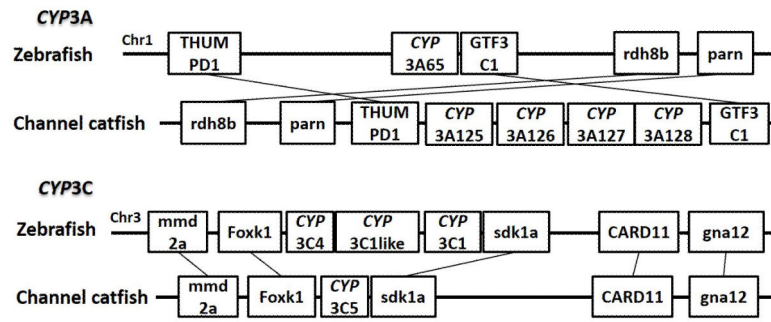 CYP3A
Zebrafish
Chr1
THUM
PD1
CYP
3A65
GTF3
C1
rdh8b
parn
Channel catfish
rdh8b
parn
THUM
PD1
CYP
3A125
CYP
3A126
CYP
3A127
CYP
3A128
GTF3
C1
CYP3C
Zebrafish
Chr3
mmd
2a
Foxk1
CYP
3C4
CYP
3C1like
CYP
3C1
sdk1a
CARD11
gna12
Channel catfish
mmd
2a
Foxk1
CYP
3C5
sdk1a
CARD11
gna12